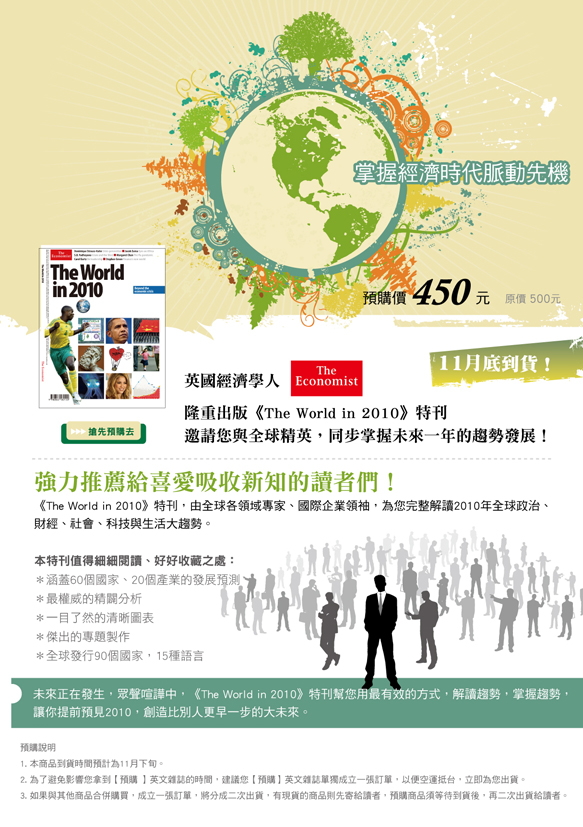 掌握經濟時代脈動先機
The Economist
The World
in 2010
預購價 450 元 原價 500元
11月底到貨！
英國經濟學人 The Economist
隆重出版《The World in 2010》特刊
邀請您與全球精英，同步掌握未來一年的趨勢發展！
搶先預購去
強力推薦給喜愛吸收新知的讀者們！
《The World in 2010》特刊，由全球各領域專家、國際企業領袖，為您完整解讀2010年全球政治、
財經、社會、科技與生活大趨勢。
本特刊值得細細閱讀、好好收藏之處：
＊涵蓋60個國家、20個產業的發展預測
＊最權威的精闢分析
＊一目了然的清晰圖表
＊傑出的專題製作
＊全球發行90個國家，15種語言
未來正在發生，眾聲喧譁中，《The World in 2010》特刊幫您用最有效的方式，解讀趨勢，掌握趨勢，
讓你提前預見2010，創造比別人更早一步的大未來。
預購說明
1. 本商品到貨時間預計為11月下旬。
2. 為了避免影響您拿到【預購 】英文雜誌的時間，建議您【預購】英文雜誌單獨成立一張訂單，以便空運抵台，立即為您出貨。
3. 如果與其他商品合併購買，成立一張訂單，將分成二次出貨，有現貨的商品則先寄給讀者，預購商品須等待到貨後，再二次出貨給讀者。